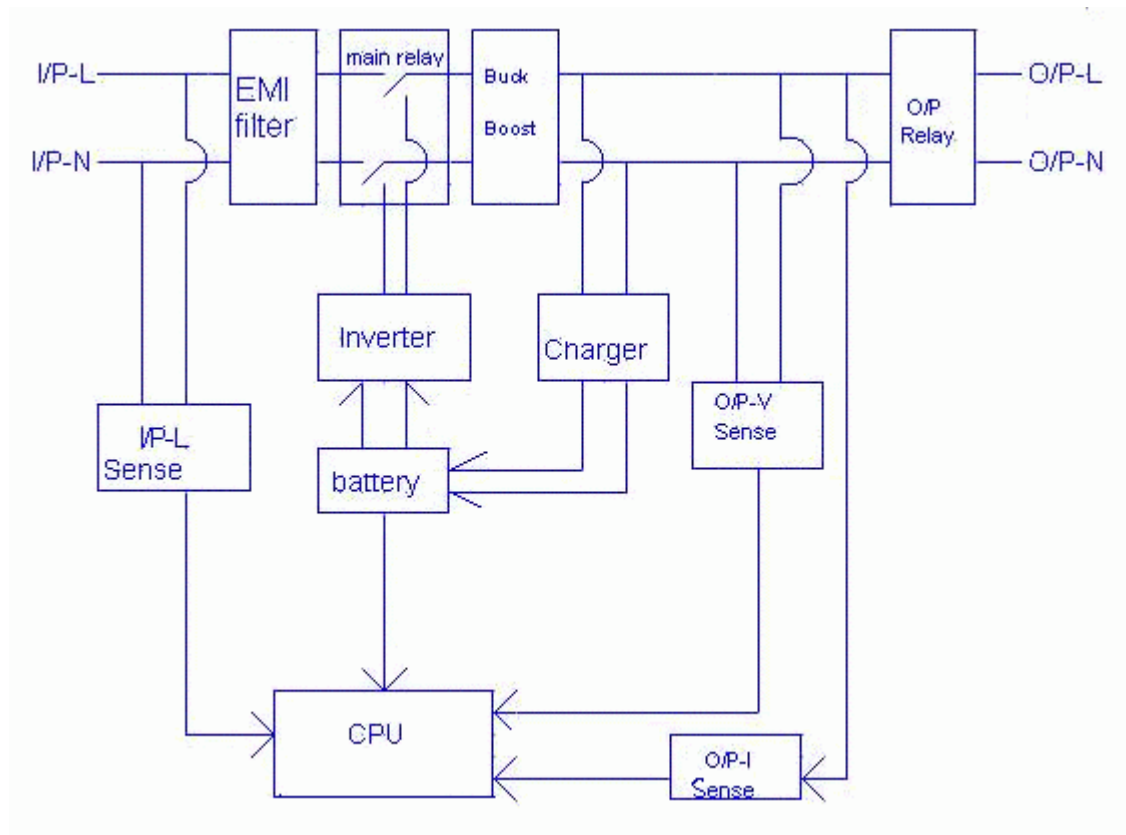 I/P-L
EMI
filter
main relay
Buck
Boost
O/P
Relay
O/P-L
I/P-N
O/P-N
Inverter
Charger
I/P-L
Sense
battery
O/P-V
Sense
CPU
O/P-I
Sense